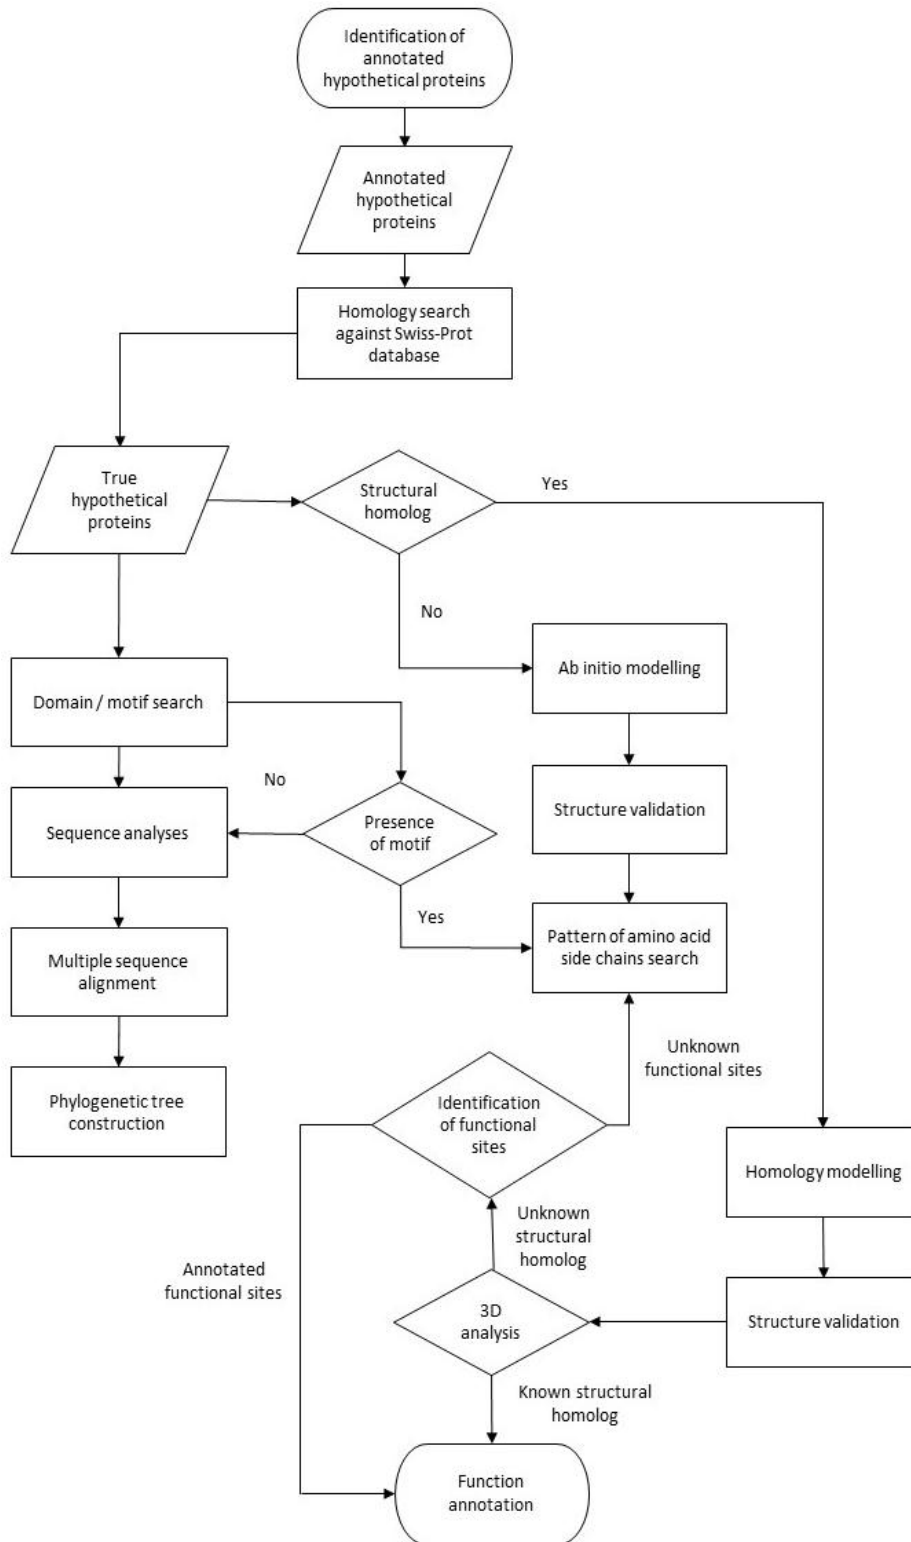 Identification of
annotated
hypothetical proteins
Annotated
hypothetical
proteins
Homology search
against Swiss-Prot
database
True
hypothetical
proteins
Structural
homolog
Yes
No
Ab initio modelling
Domain / motif search
No
Structure validation
Presence
of motif
Sequence analyses
Yes
Pattern of amino acid
side chains search
Multiple sequence
alignment
Unknown
functional sites
Phylogenetic tree
construction
Identification
of functional
sites
Homology modelling
Unknown
structural
homolog
Annotated
functional sites
3D
analysis
Structure validation
Known structural
homolog
Function
annotation